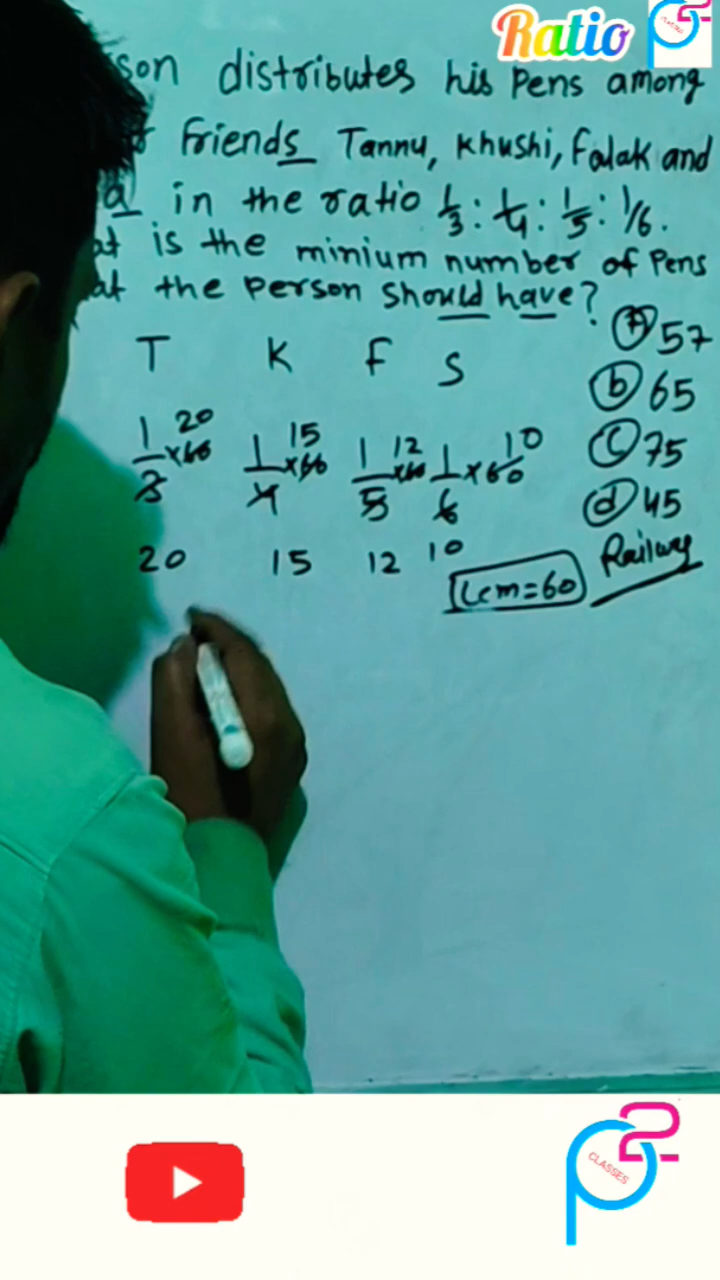 Ratio
P2 CLASSES
son distributes his Pens among
Friends Tannu, Khushi, Falak and
a in the ratio 1/3 : 1/4 : 1/5 : 1/6.
at is the minium number of Pens
at the person should have?
(A) 57
T K F S
(b) 65
1/3 × 60 20 1/4 × 60 15 1/5 × 60 12 1/6 × 60 10
(C) 75
(d) 45
20 15 12 10
Railway
Lcm=60
CLASSES